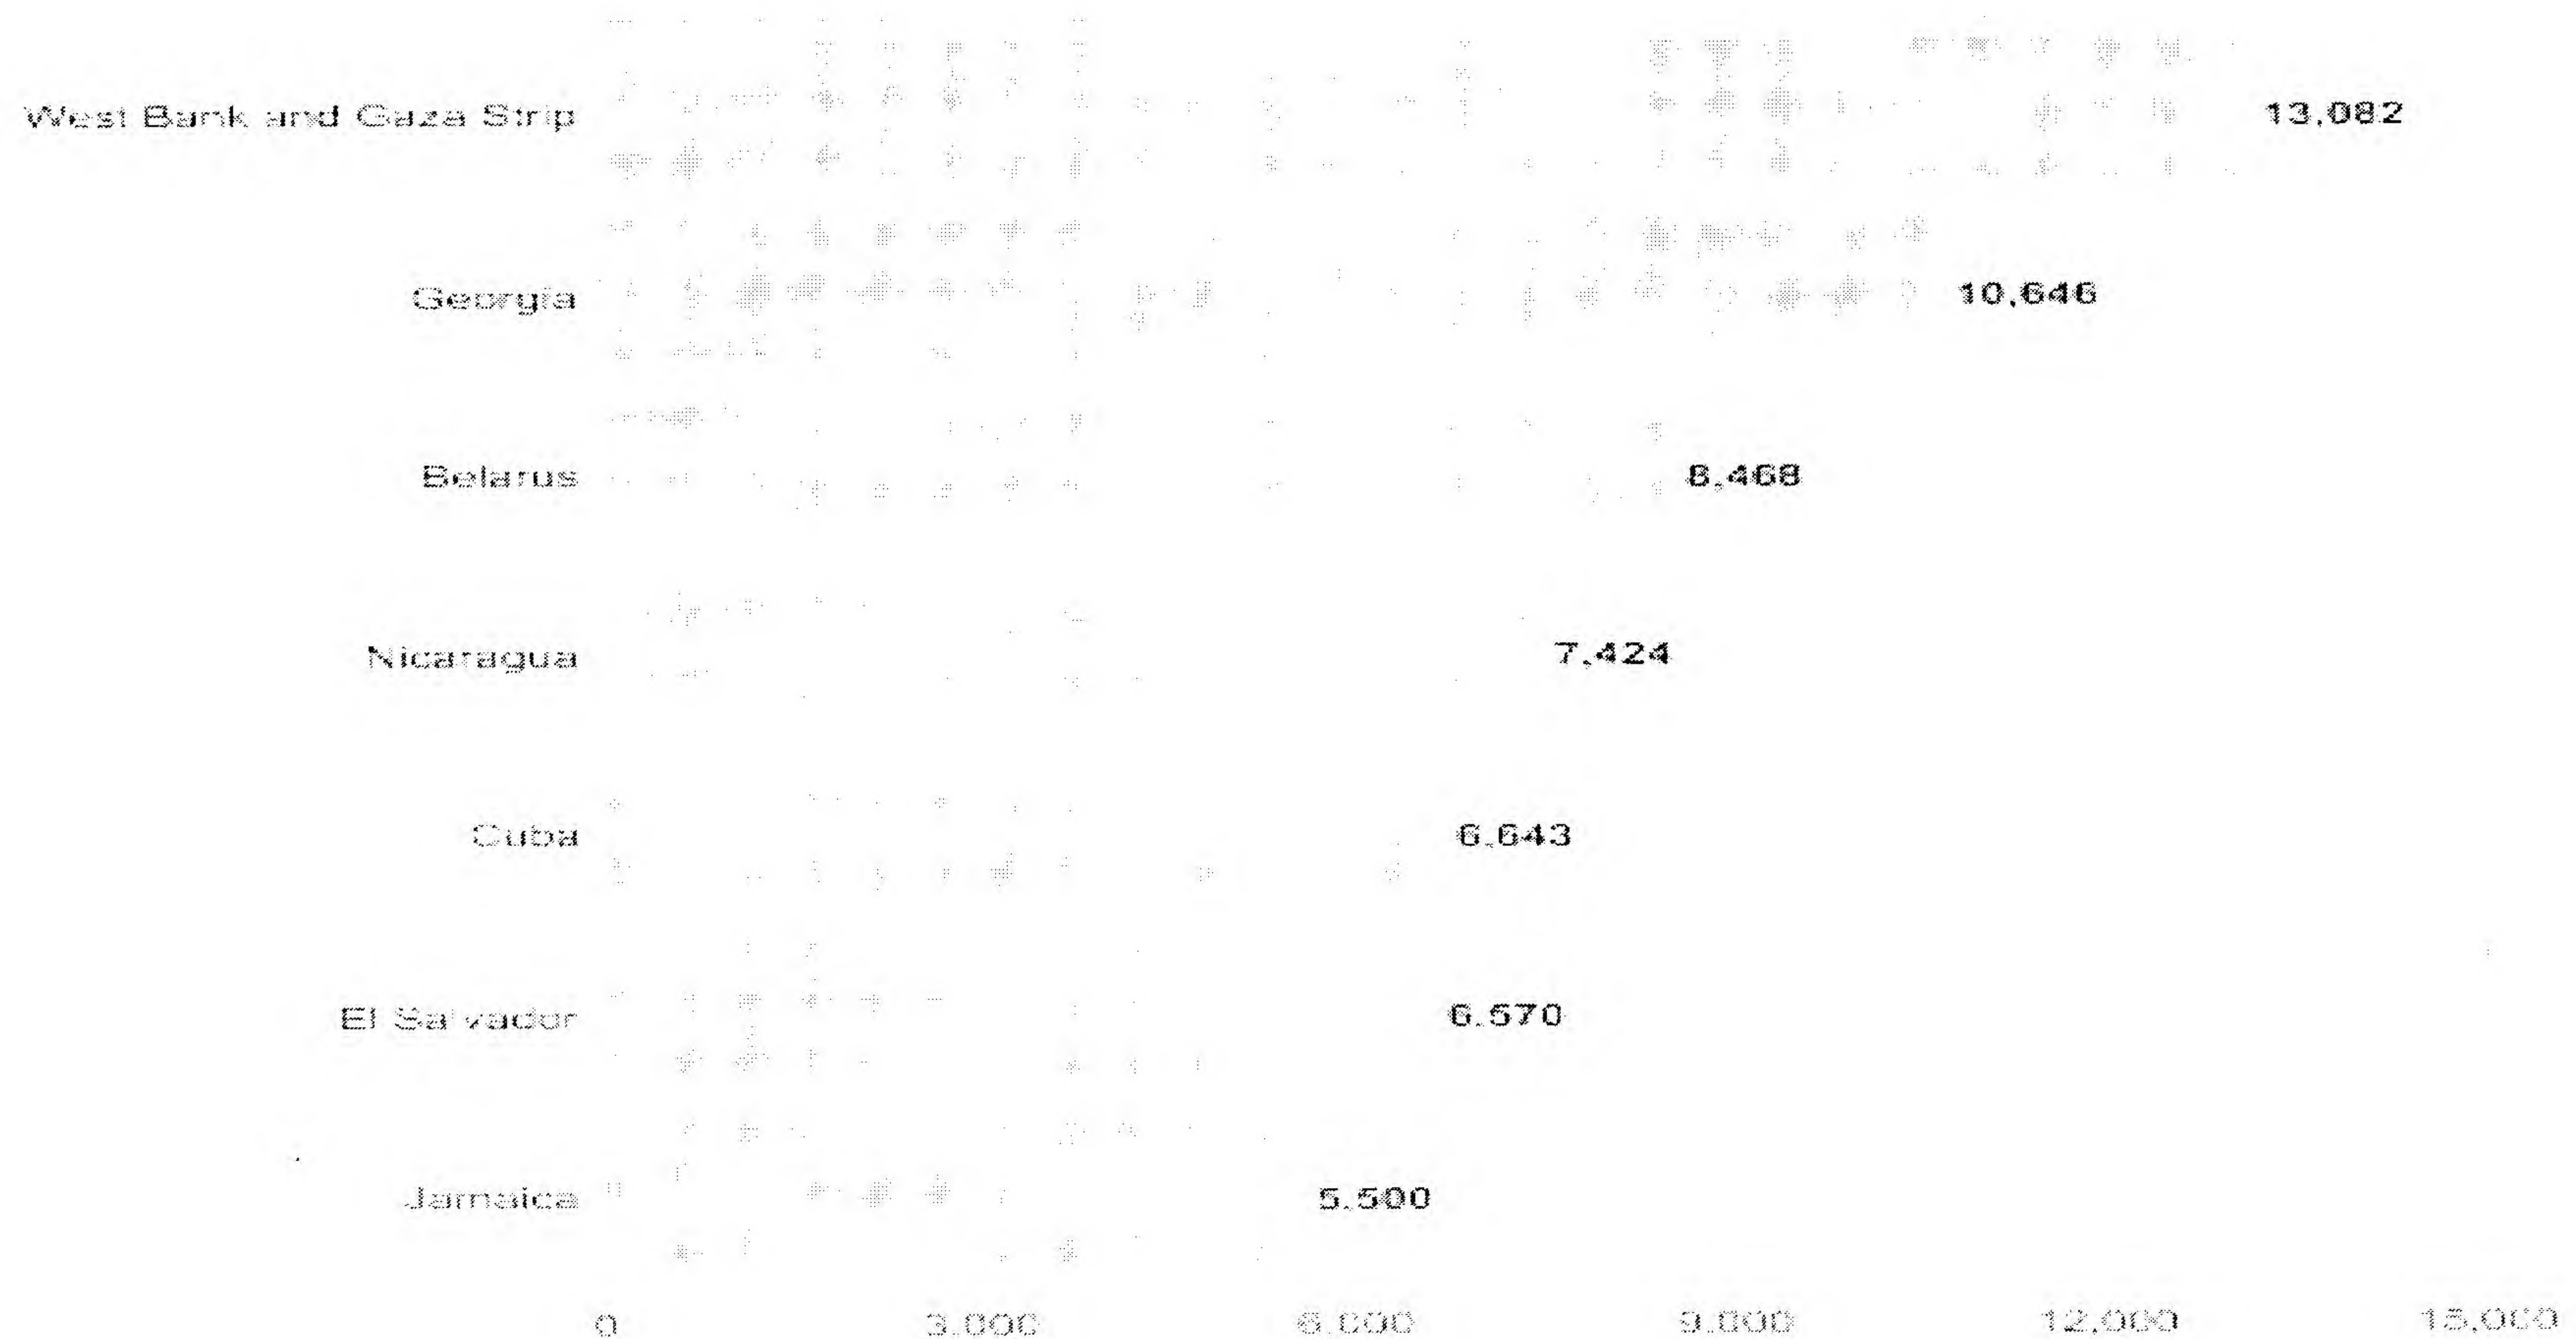 West Bank and Gaza Strip 13,082
Georgia 10,646
Belarus 8,468
Nicaragua 7,424
Cuba 6,643
El Salvador 6,570
Jamaica 5,500
0 3,000 6,000 9,000 12,000 15,000